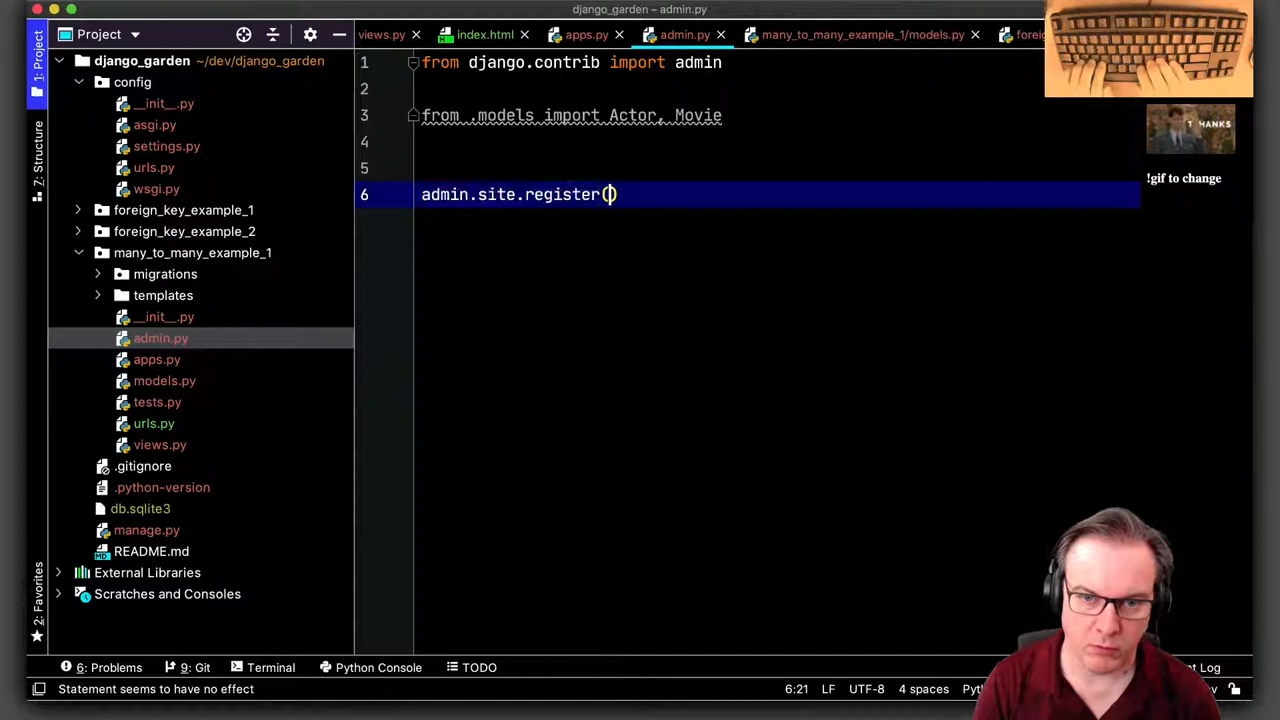 django_garden – admin.py
1: Project
7: Structure
2: Favorites
Project
django_garden ~/dev/django_garden
config
__init__.py
asgi.py
settings.py
urls.py
wsgi.py
foreign_key_example_1
foreign_key_example_2
many_to_many_example_1
migrations
templates
__init__.py
admin.py
apps.py
models.py
tests.py
urls.py
views.py
.gitignore
.python-version
db.sqlite3
manage.py
README.md
External Libraries
Scratches and Consoles
views.py index.html apps.py admin.py many_to_many_example_1/models.py
1 from django.contrib import admin
2
3 from .models import Actor, Movie
4
5
6 admin.site.register()
T HANKS
!gif to change
6: Problems 9: Git Terminal Python Console TODO
Statement seems to have no effect 6:21 LF UTF-8 4 spaces